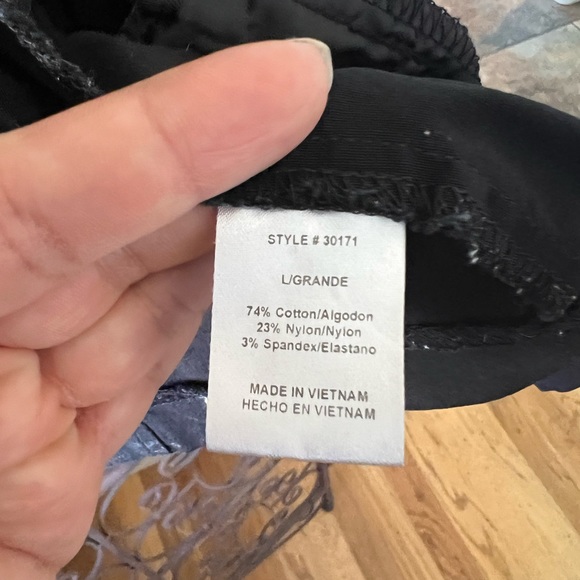 STYLE # 30171
L/GRANDE
74% Cotton/Algodon
23% Nylon/Nylon
3% Spandex/Elastano
MADE IN VIETNAM
HECHO EN VIETNAM